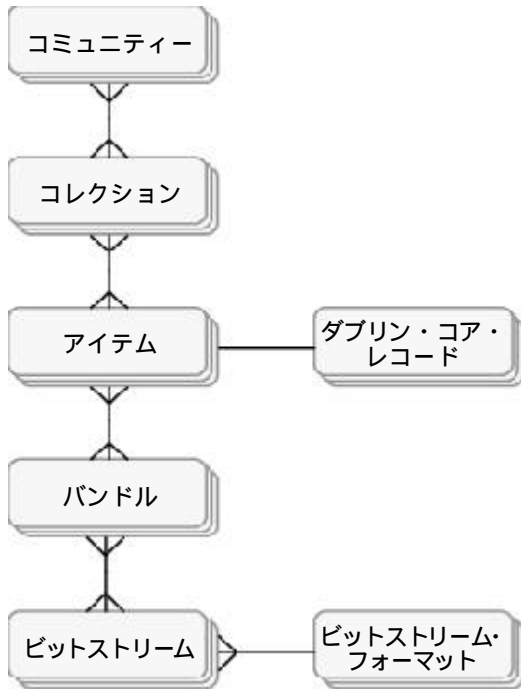 コミュニティー
コレクション
アイテム
ダブリン・コア・
レコード
バンドル
ビットストリーム
ビットストリーム・
フォーマット